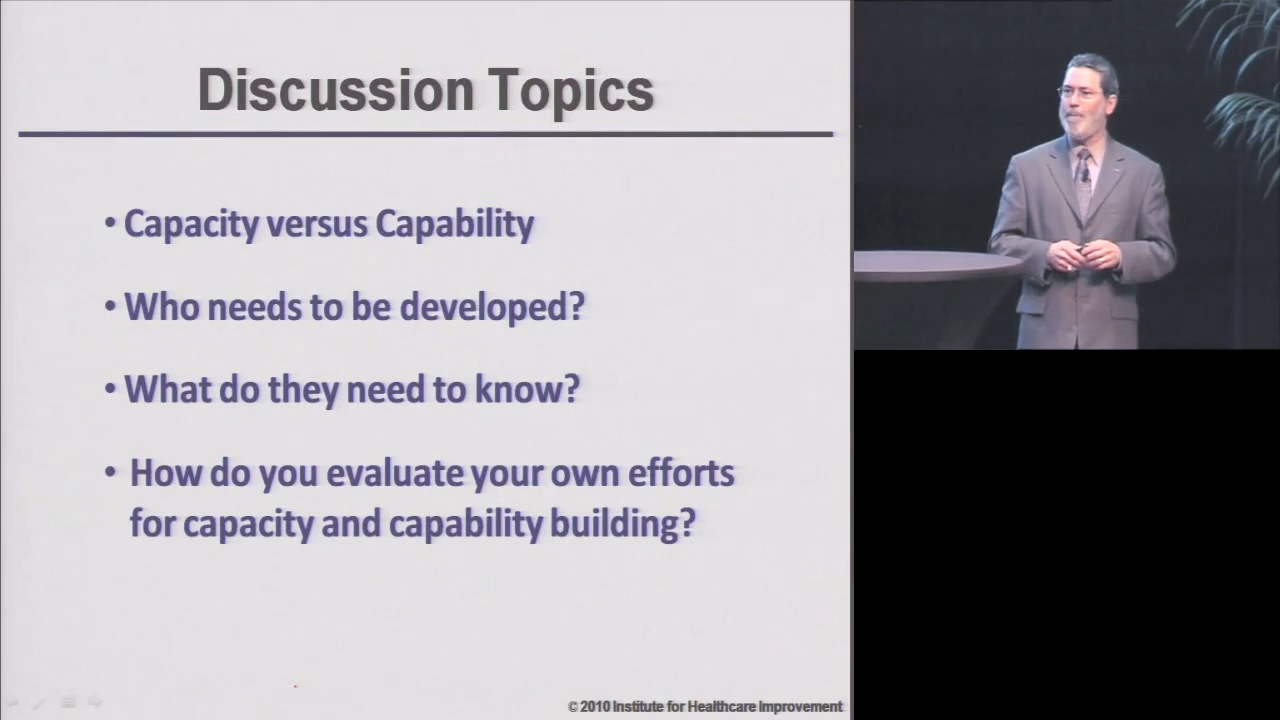 Discussion Topics
• Capacity versus Capability
• Who needs to be developed?
• What do they need to know?
• How do you evaluate your own efforts
for capacity and capability building?
© 2010 Institute for Healthcare Improvement